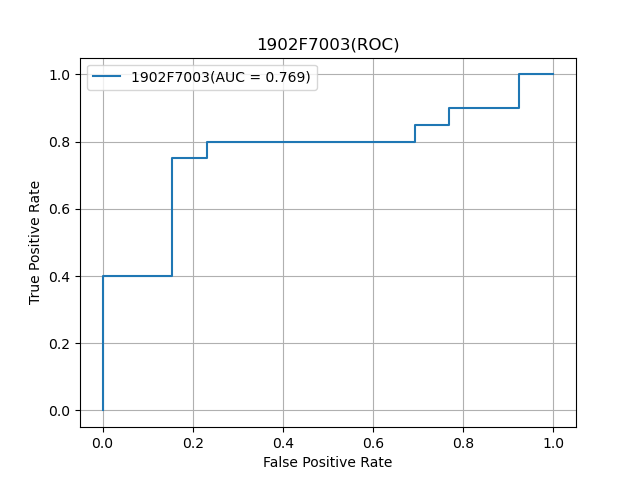 1902F7003(ROC)
1902F7003(AUC = 0.769)
1.0
0.8
0.6
0.4
0.2
0.0
True Positive Rate
0.0 0.2 0.4 0.6 0.8 1.0
False Positive Rate